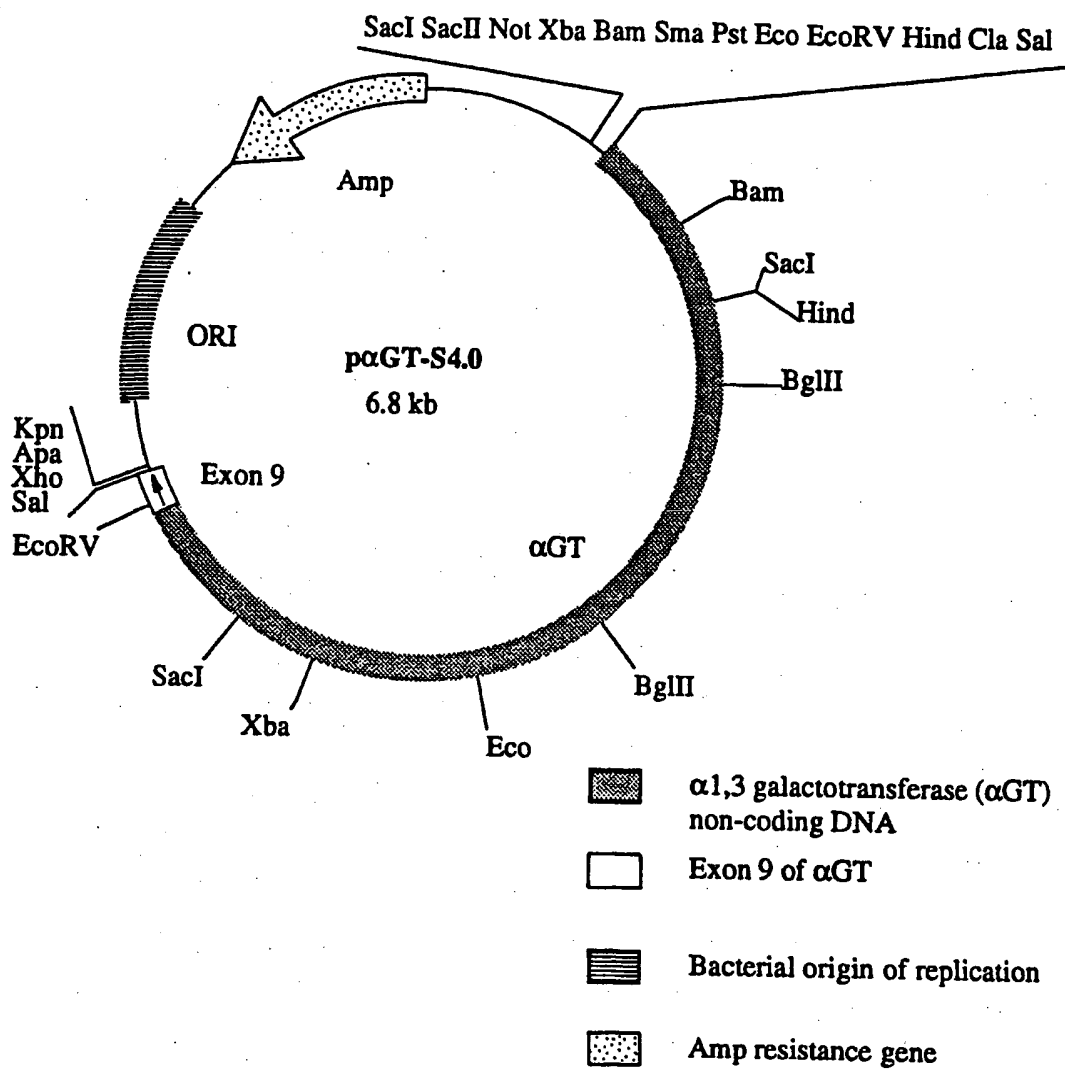 SacI SacII Not Xba Bam Sma Pst Eco EcoRV Hind Cla Sal
Amp
Bam
SacI
Hind
ORI
pαGT-S4.0
6.8 kb
BglII
Kpn
Apa
Xho
Sal
Exon 9
EcoRV
αGT
SacI
BglII
Xba
Eco
α1,3 galactotransferase (αGT)
non-coding DNA
Exon 9 of αGT
Bacterial origin of replication
Amp resistance gene